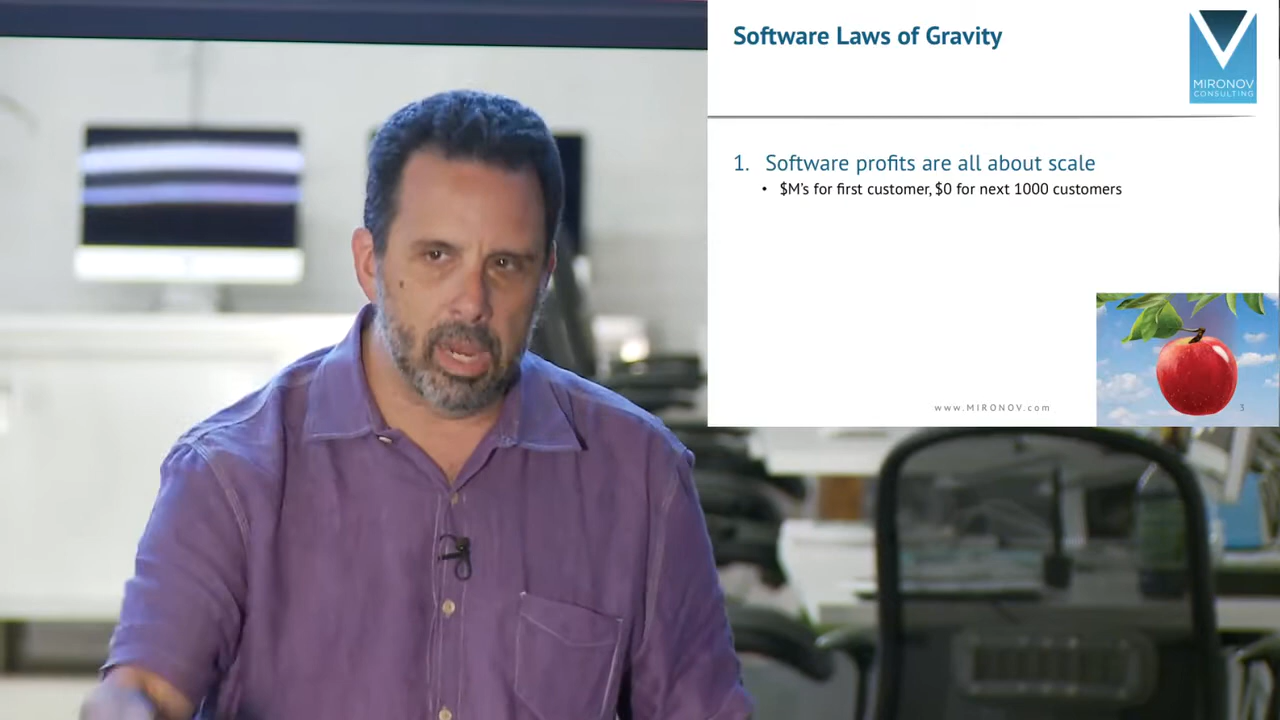 Software Laws of Gravity
MIRONOV
CONSULTING
1. Software profits are all about scale
• $M's for first customer, $0 for next 1000 customers
www.MIRONOV.com
3